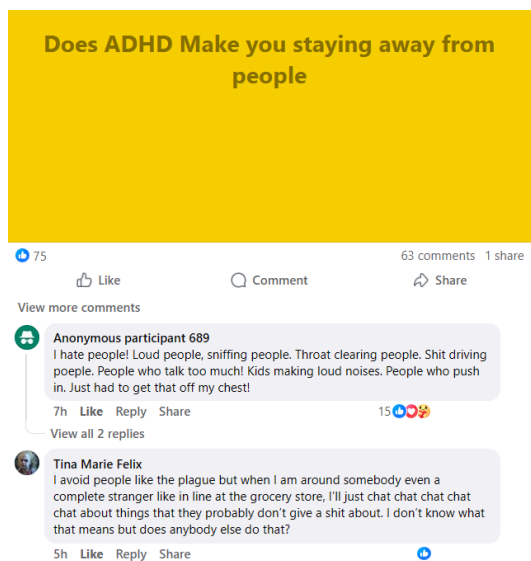 Does ADHD Make you staying away from
people
75
63 comments 1 share
Like Comment Share
View more comments
Anonymous participant 689
I hate people! Loud people, sniffing people. Throat clearing people. Shit driving
poeple. People who talk too much! Kids making loud noises. People who push
in. Just had to get that off my chest!
7h Like Reply Share 15
View all 2 replies
Tina Marie Felix
I avoid people like the plague but when I am around somebody even a
complete stranger like in line at the grocery store, I'll just chat chat chat chat
chat about things that they probably don't give a shit about. I don't know what
that means but does anybody else do that?
5h Like Reply Share